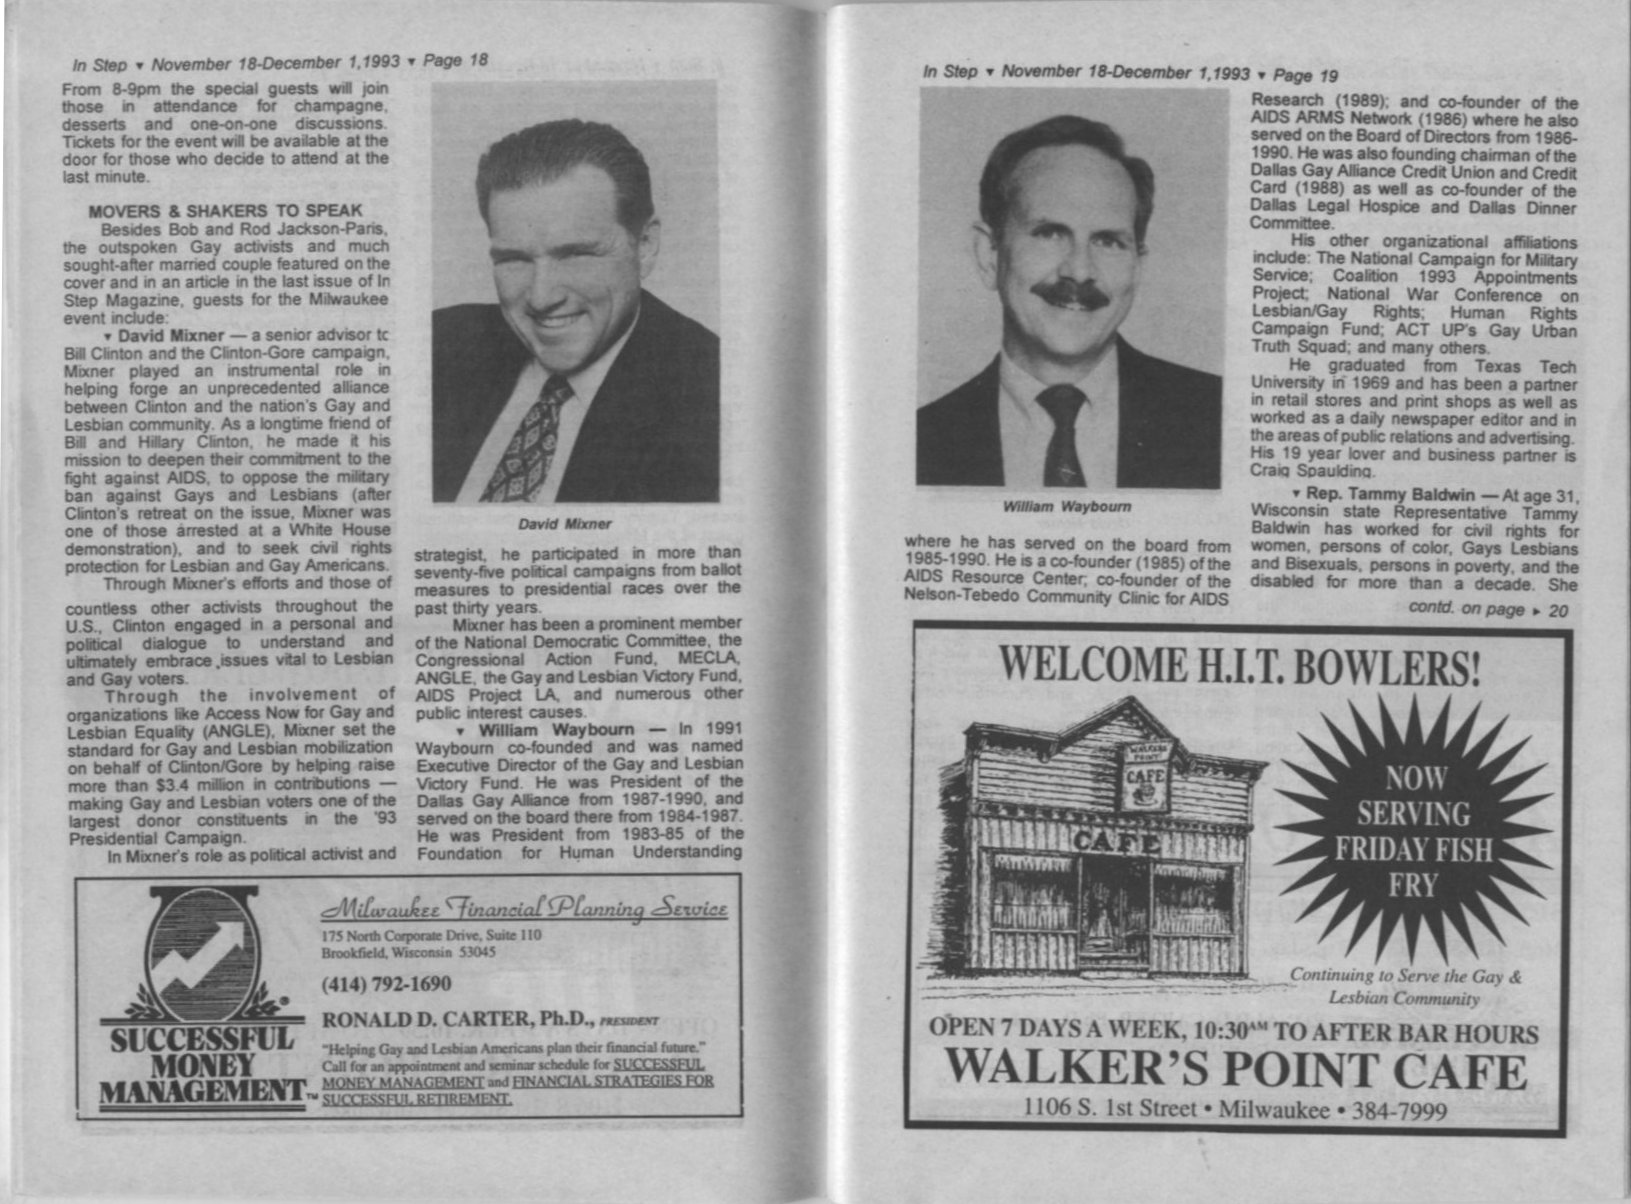 In Step ▼ November 18-December 1,1993 ▼ Page 18
From 8-9pm the special guests will join
those in attendance for champagne,
desserts and one-on-one discussions.
Tickets for the event will be available at the
door for those who decide to attend at the
last minute.
MOVERS & SHAKERS TO SPEAK
Besides Bob and Rod Jackson-Paris,
the outspoken Gay activists and much
sought-after married couple featured on the
cover and in an article in the last issue of In
Step Magazine, guests for the Milwaukee
event include:
▼ David Mixner — a senior advisor tc
Bill Clinton and the Clinton-Gore campaign,
Mixner played an instrumental role in
helping forge an unprecedented alliance
between Clinton and the nation's Gay and
Lesbian community. As a longtime friend of
Bill and Hillary Clinton, he made it his
mission to deepen their commitment to the
fight against AIDS, to oppose the military
ban against Gays and Lesbians (after
Clinton's retreat on the issue, Mixner was
one of those arrested at a White House
demonstration), and to seek civil rights
protection for Lesbian and Gay Americans.
Through Mixner's efforts and those of
countless other activists throughout the
U.S., Clinton engaged in a personal and
political dialogue to understand and
ultimately embrace issues vital to Lesbian
and Gay voters.
Through the involvement of
organizations like Access Now for Gay and
Lesbian Equality (ANGLE), Mixner set the
standard for Gay and Lesbian mobilization
on behalf of Clinton/Gore by helping raise
more than $3.4 million in contributions —
making Gay and Lesbian voters one of the
largest donor constituents in the '93
Presidential Campaign.
In Mixner's role as political activist and
David Mixner
strategist, he participated in more than
seventy-five political campaigns from ballot
measures to presidential races over the
past thirty years.
Mixner has been a prominent member
of the National Democratic Committee, the
Congressional Action Fund, MECLA,
ANGLE, the Gay and Lesbian Victory Fund,
AIDS Project LA, and numerous other
public interest causes.
▼ William Waybourn — In 1991
Waybourn co-founded and was named
Executive Director of the Gay and Lesbian
Victory Fund. He was President of the
Dallas Gay Alliance from 1987-1990, and
served on the board there from 1984-1987.
He was President from 1983-85 of the
Foundation for Human Understanding
SUCCESSFUL
MONEY
MANAGEMENT™
Milwaukee Financial Planning Service
175 North Corporate Drive, Suite 110
Brookfield, Wisconsin 53045
(414) 792-1690
RONALD D. CARTER, Ph.D., PRESIDENT
"Helping Gay and Lesbian Americans plan their financial future."
Call for an appointment and seminar schedule for SUCCESSFUL
MONEY MANAGEMENT and FINANCIAL STRATEGIES FOR
SUCCESSFUL RETIREMENT.
In Step ▼ November 18-December 1,1993 ▼ Page 19
William Waybourn
where he has served on the board from
1985-1990. He is a co-founder (1985) of the
AIDS Resource Center; co-founder of the
Nelson-Tebedo Community Clinic for AIDS
Research (1989); and co-founder of the
AIDS ARMS Network (1986) where he also
served on the Board of Directors from 1986-
1990. He was also founding chairman of the
Dallas Gay Alliance Credit Union and Credit
Card (1988) as well as co-founder of the
Dallas Legal Hospice and Dallas Dinner
Committee.
His other organizational affiliations
include: The National Campaign for Military
Service; Coalition 1993 Appointments
Project; National War Conference on
Lesbian/Gay Rights; Human Rights
Campaign Fund; ACT UP's Gay Urban
Truth Squad; and many others.
He graduated from Texas Tech
University in 1969 and has been a partner
in retail stores and print shops as well as
worked as a daily newspaper editor and in
the areas of public relations and advertising.
His 19 year lover and business partner is
Craig Spaulding.
▼ Rep. Tammy Baldwin — At age 31,
Wisconsin state Representative Tammy
Baldwin has worked for civil rights for
women, persons of color, Gays Lesbians
and Bisexuals, persons in poverty, and the
disabled for more than a decade. She
contd. on page ► 20
WELCOME H.I.T. BOWLERS!
WALKERS
POINT
CAFE
CAFE
NOW
SERVING
FRIDAY FISH
FRY
Continuing to Serve the Gay &
Lesbian Community
OPEN 7 DAYS A WEEK, 10:30AM TO AFTER BAR HOURS
WALKER'S POINT CAFE
1106 S. 1st Street • Milwaukee • 384-7999